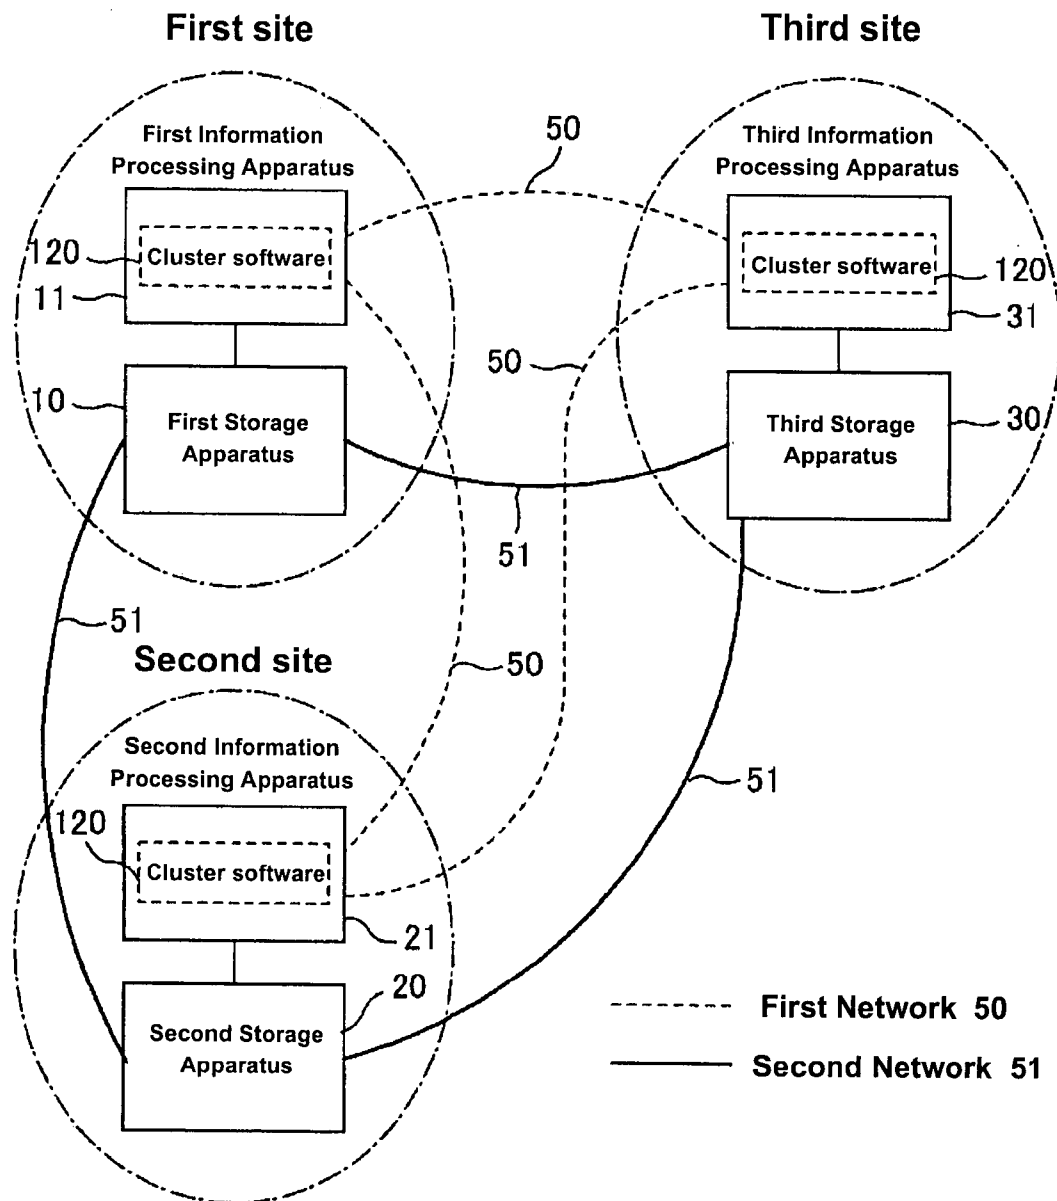 First site
Third site
First Information
Processing Apparatus
50
Third Information
Processing Apparatus
120
Cluster software
11
Cluster software
120
31
50
10
First Storage
Apparatus
Third Storage
Apparatus
30
51
51
Second site
50
Second Information
Processing Apparatus
51
120
Cluster software
21
20
Second Storage
Apparatus
First Network 50
Second Network 51